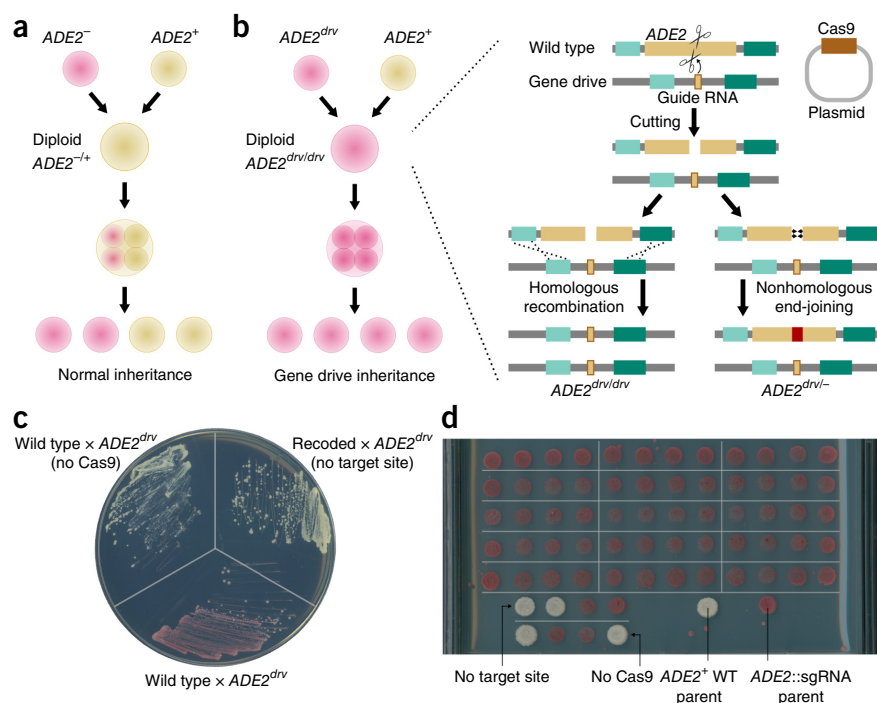 a
ADE2⁻ ADE2⁺
Diploid
ADE2⁻/⁺
Normal inheritance
b
ADE2ᵈʳᵛ ADE2⁺
Diploid
ADE2ᵈʳᵛ/ᵈʳᵛ
Gene drive inheritance
ADE2
Wild type
Gene drive
Guide RNA
Cas9
Plasmid
Cutting
Homologous
recombination
Nonhomologous
end-joining
ADE2ᵈʳᵛ/ᵈʳᵛ
ADE2ᵈʳᵛ/⁻
c
Wild type × ADE2ᵈʳᵛ
(no Cas9)
Recoded × ADE2ᵈʳᵛ
(no target site)
Wild type × ADE2ᵈʳᵛ
d
No target site
No Cas9
ADE2⁺ WT
parent
ADE2::sgRNA
parent